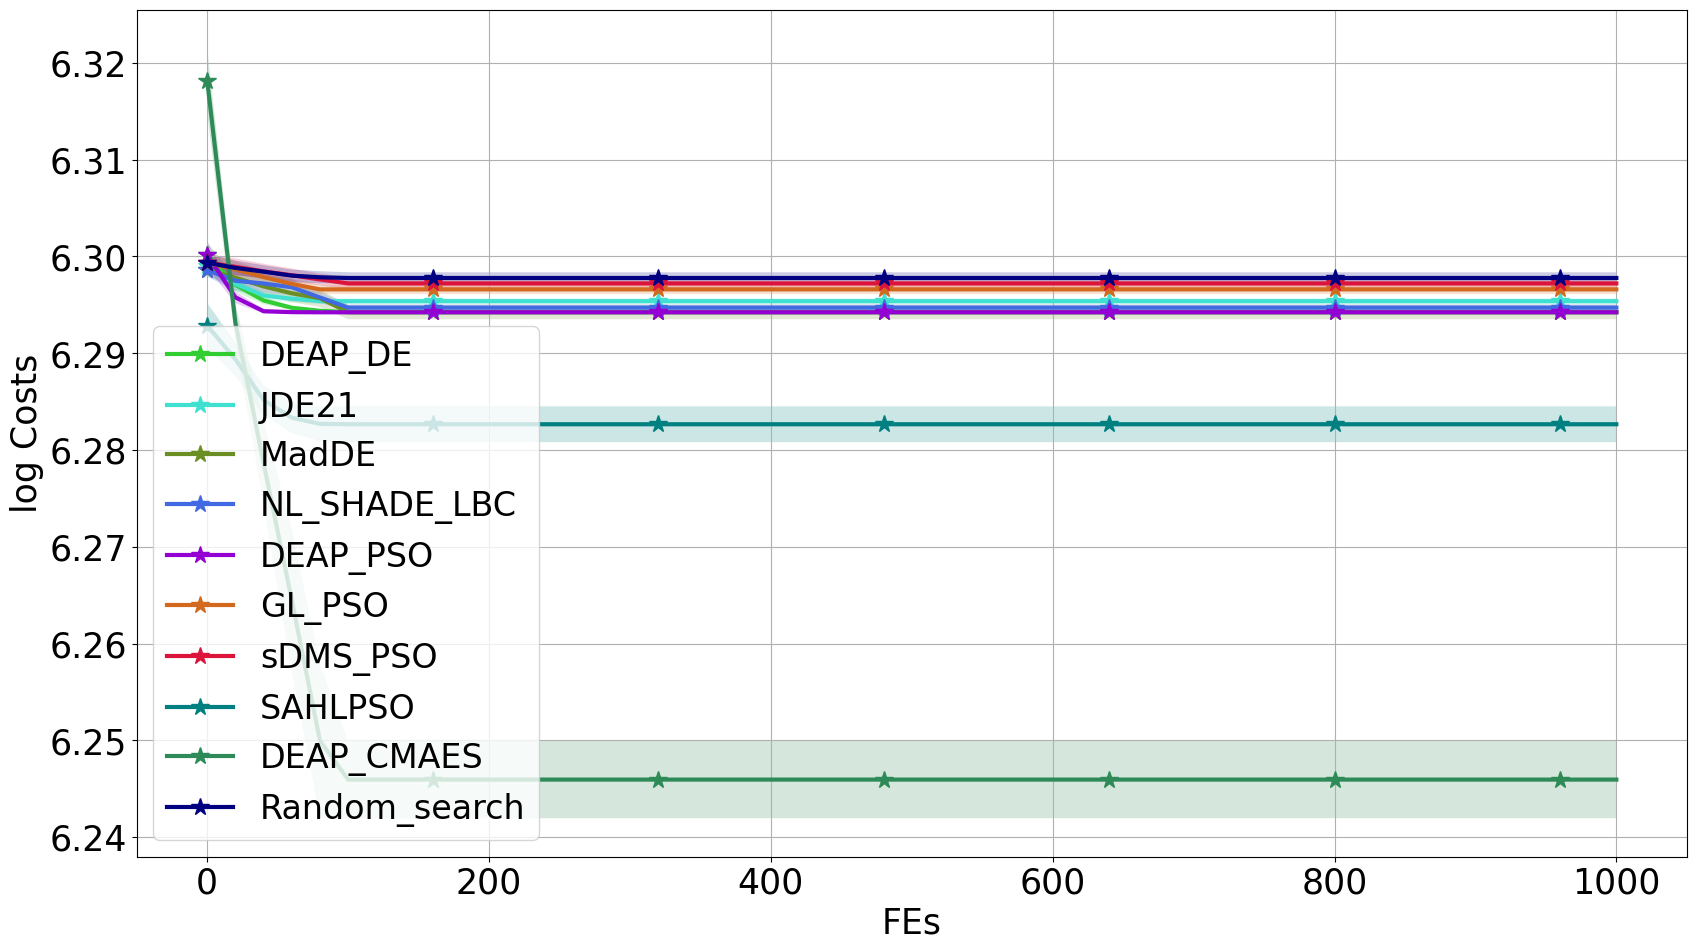 6.32
6.31
6.30
6.29
6.28
6.27
6.26
6.25
6.24
log Costs
DEAP_DE
JDE21
MadDE
NL_SHADE_LBC
DEAP_PSO
GL_PSO
sDMS_PSO
SAHLPSO
DEAP_CMAES
Random_search
0 200 400 600 800 1000
FEs